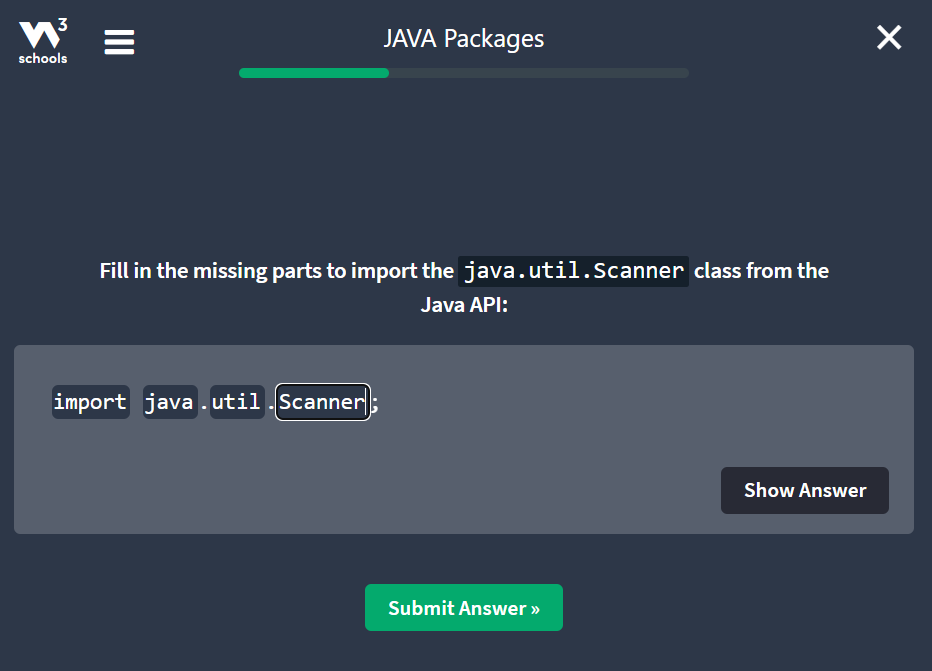 3
schools
JAVA Packages
Fill in the missing parts to import the java.util.Scanner class from the
Java API:
import java.util.Scanner;
Show Answer
Submit Answer »